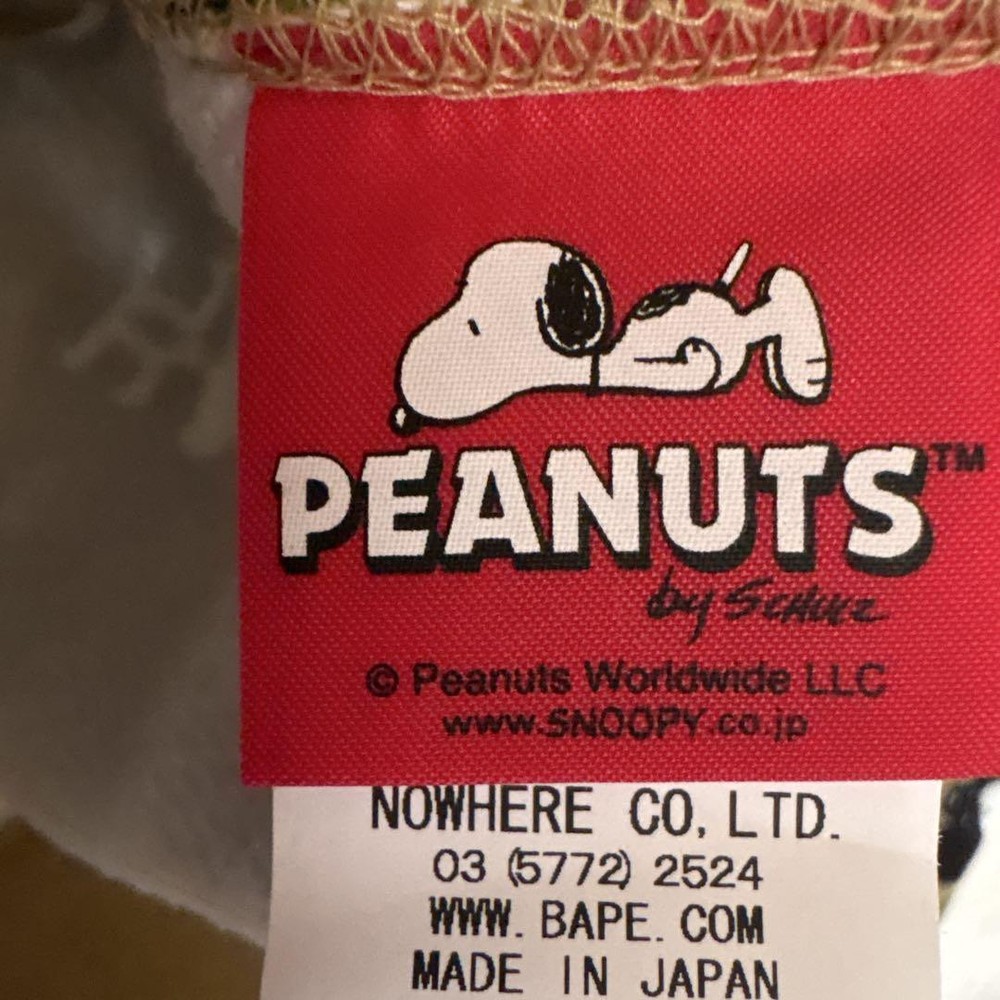 PEANUTS™
by SCHULZ
© Peanuts Worldwide LLC
www.SNOOPY.co.jp
NOWHERE CO, LTD.
03 (5772) 2524
WWW. BAPE. COM
MADE IN JAPAN